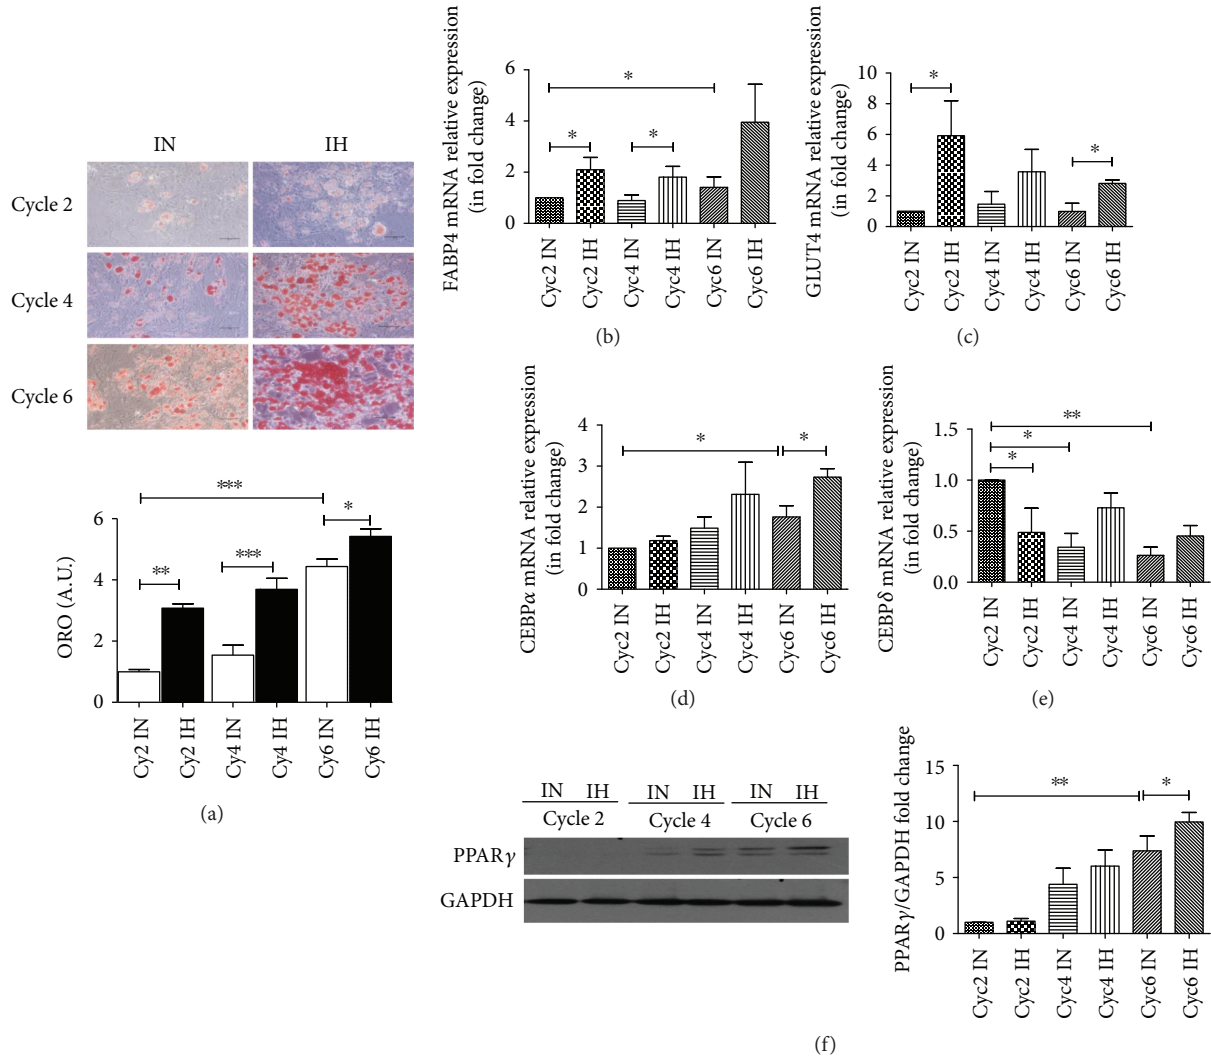 IN IH
Cycle 2
Cycle 4
Cycle 6
ORO (A.U.)
6
4
2
0
***
**
***
*
Cy2 IN
Cy2 IH
Cy4 IN
Cy4 IH
Cy6 IN
Cy6 IH
(a)
FABP4 mRNA relative expression
(in fold change)
6
4
2
0
*
*
*
Cyc2 IN
Cyc2 IH
Cyc4 IN
Cyc4 IH
Cyc6 IN
Cyc6 IH
(b)
GLUT4 mRNA relative expression
(in fold change)
10
8
6
4
2
0
*
*
Cyc2 IN
Cyc2 IH
Cyc4 IN
Cyc4 IH
Cyc6 IN
Cyc6 IH
(c)
CEBPα mRNA relative expression
(in fold change)
4
3
2
1
0
*
*
Cyc2 IN
Cyc2 IH
Cyc4 IN
Cyc4 IH
Cyc6 IN
Cyc6 IH
(d)
CEBPδ mRNA relative expression
(in fold change)
1.5
1.0
0.5
0.0
**
*
*
Cyc2 IN
Cyc2 IH
Cyc4 IN
Cyc4 IH
Cyc6 IN
Cyc6 IH
(e)
IN IH IN IH IN IH
Cycle 2 Cycle 4 Cycle 6
PPARγ
GAPDH
PPARγ/GAPDH fold change
15
10
5
0
**
*
Cyc2 IN
Cyc2 IH
Cyc4 IN
Cyc4 IH
Cyc6 IN
Cyc6 IH
(f)